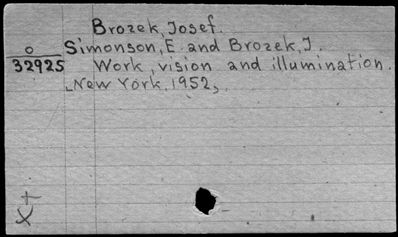 Brozek, Josef.
o Simonson, E. and Brozek, J.
32925 Work, vision and illumination.
New York, 1952,